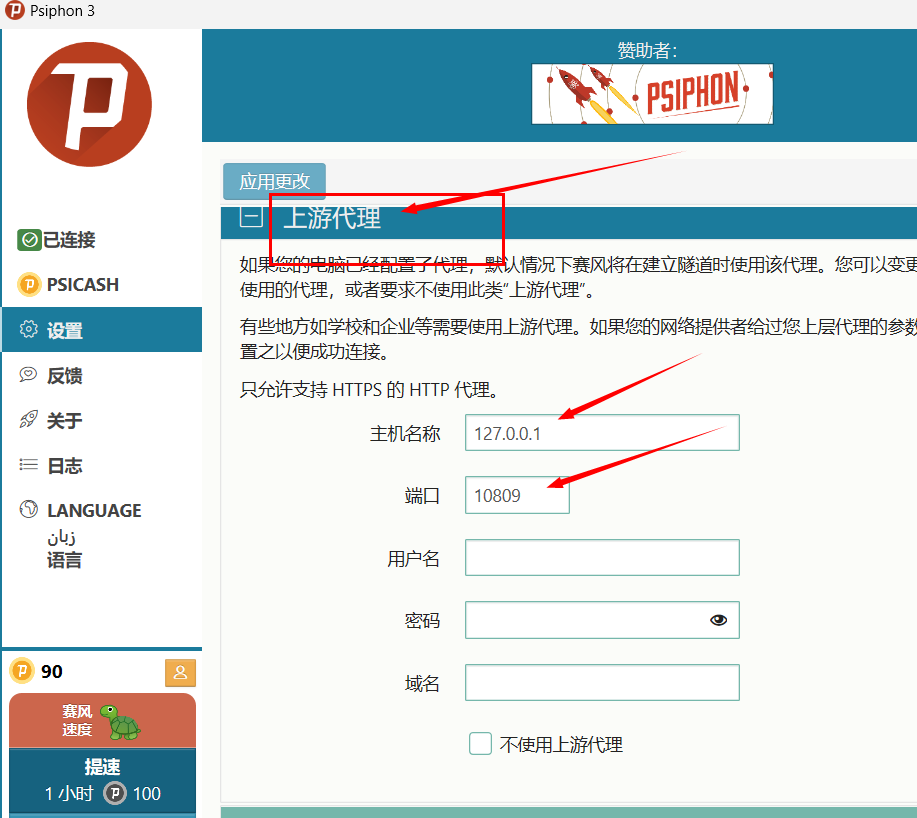 Psiphon 3
赞助者：
PSIPHON
已连接
PSICASH
设置
反馈
关于
日志
LANGUAGE
زبان
语言
90
赛风
速度
提速
1 小时 100
应用更改
上游代理
如果您的电脑已经配置了代理，默认情况下赛风将在建立隧道时使用该代理。您可以变更
使用的代理，或者要求不使用此类“上游代理”。
有些地方如学校和企业等需要使用上游代理。如果您的网络提供者给过您上层代理的参数
置之以便成功连接。
只允许支持 HTTPS 的 HTTP 代理。
主机名称 127.0.0.1
端口 10809
用户名
密码
域名
不使用上游代理